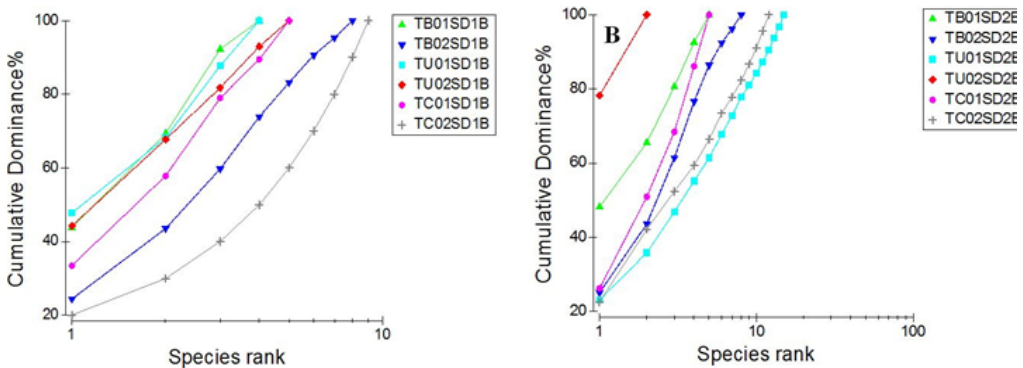 100
80
60
40
20
Cumulative Dominance%
1
10
Species rank
TB01SD1B
TB02SD1B
TU01SD1B
TU02SD1B
TC01SD1B
TC02SD1B
B
100
80
60
40
20
Cumulative Dominance%
1
10
100
Species rank
TB01SD2B
TB02SD2B
TU01SD2B
TU02SD2B
TC01SD2B
TC02SD2B